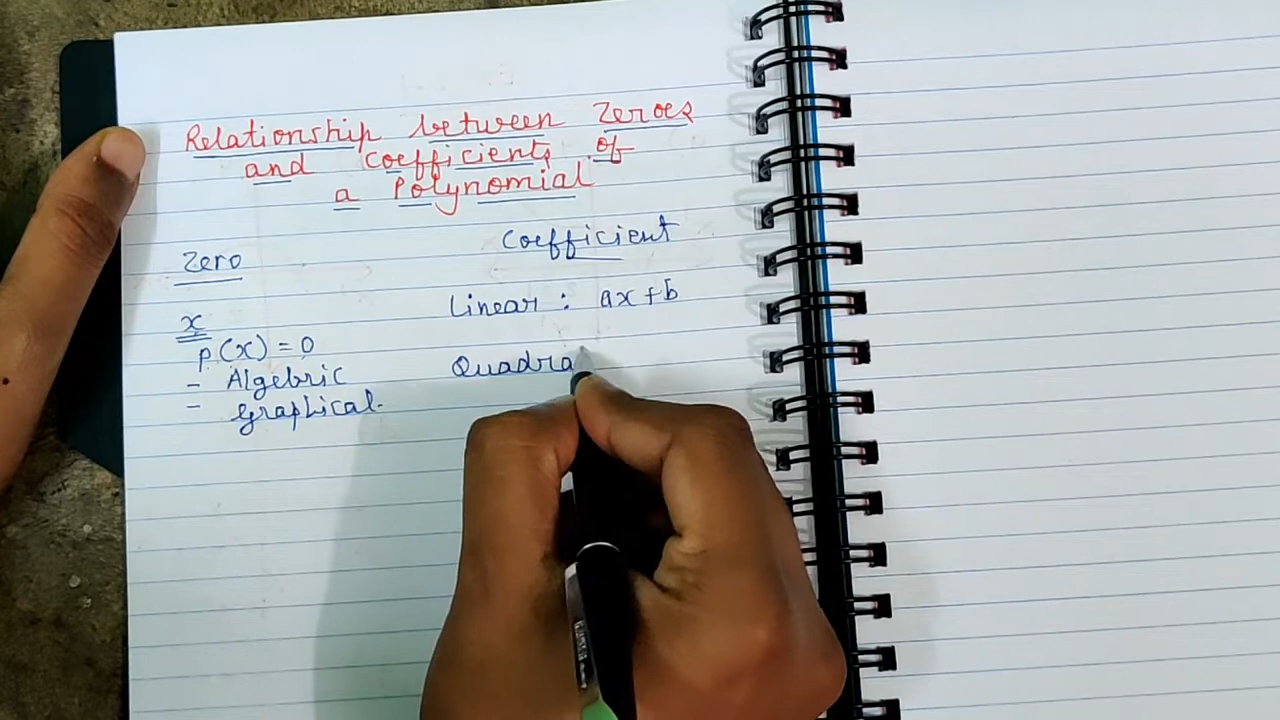 Relationship between Zeroes
and Coefficients of
a Polynomial
Zero
x
p(x) = 0
- Algebric
- Graphical.
Coefficient
Linear : ax+b
Quadra